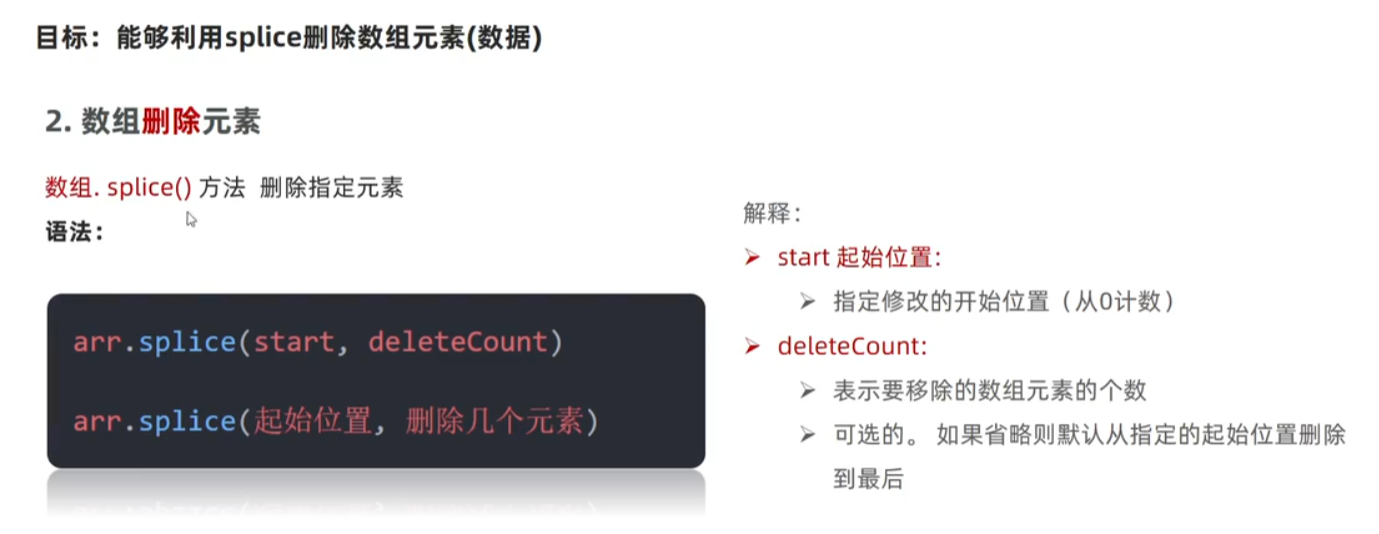 目标：能够利用splice删除数组元素(数据)
2. 数组删除元素
数组. splice() 方法  删除指定元素
语法：
arr.splice(start, deleteCount)
arr.splice(起始位置, 删除几个元素)
解释：
➢ start 起始位置:
➢ 指定修改的开始位置（从0计数）
➢ deleteCount:
➢ 表示要移除的数组元素的个数
➢ 可选的。 如果省略则默认从指定的起始位置删除
到最后